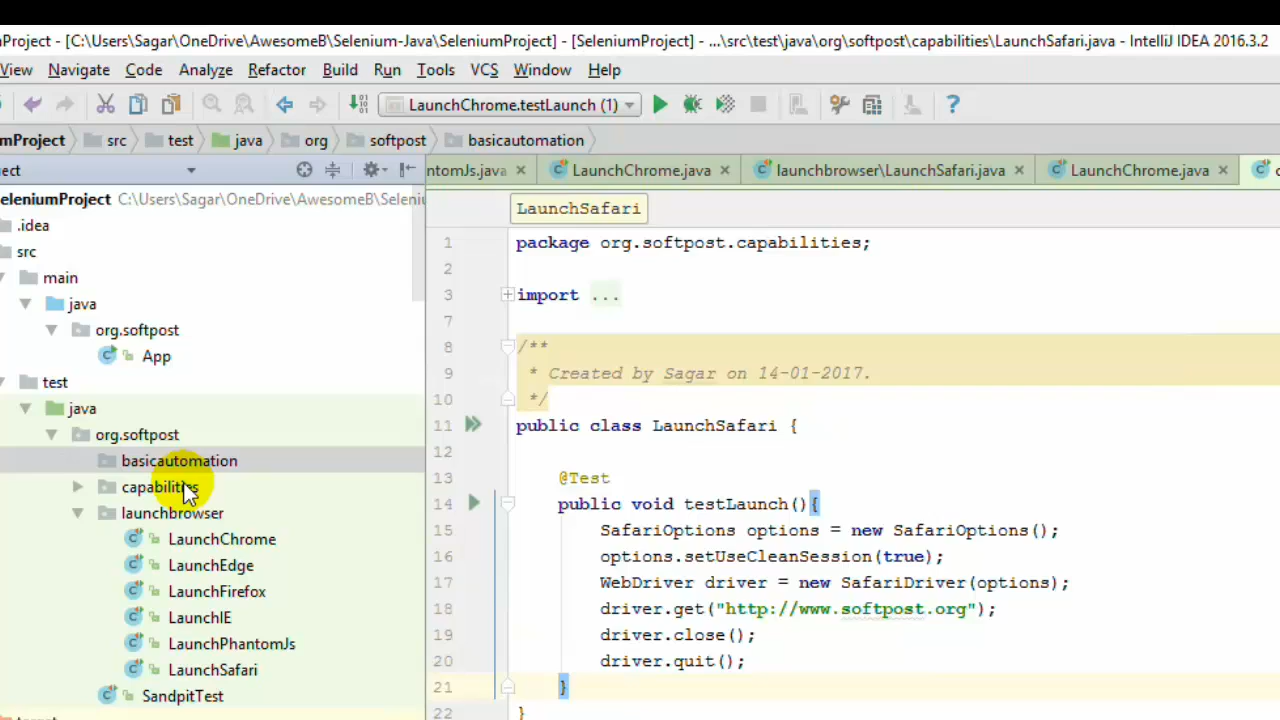 mProject - [C:\Users\Sagar\OneDrive\AwesomeB\Selenium-Java\SeleniumProject] - [SeleniumProject] - ...\src\test\java\org\softpost\capabilities\LaunchSafari.java - IntelliJ IDEA 2016.3.2
View Navigate Code Analyze Refactor Build Run Tools VCS Window Help
LaunchChrome.testLaunch (1)
mProject src test java org softpost basicautomation
ect
ntomJs.java LaunchChrome.java launchbrowser\LaunchSafari.java LaunchChrome.java c
eleniumProject C:\Users\Sagar\OneDrive\AwesomeB\Seleni
.idea
src
main
java
org.softpost
App
test
java
org.softpost
basicautomation
capabilities
launchbrowser
LaunchChrome
LaunchEdge
LaunchFirefox
LaunchIE
LaunchPhantomJs
LaunchSafari
SandpitTest
target
LaunchSafari
1 package org.softpost.capabilities;
2
3 import ...
7
8 /**
9 * Created by Sagar on 14-01-2017.
10 */
11 public class LaunchSafari {
12
13 @Test
14 public void testLaunch(){
15 SafariOptions options = new SafariOptions();
16 options.setUseCleanSession(true);
17 WebDriver driver = new SafariDriver(options);
18 driver.get("http://www.softpost.org");
19 driver.close();
20 driver.quit();
21 }
22 }